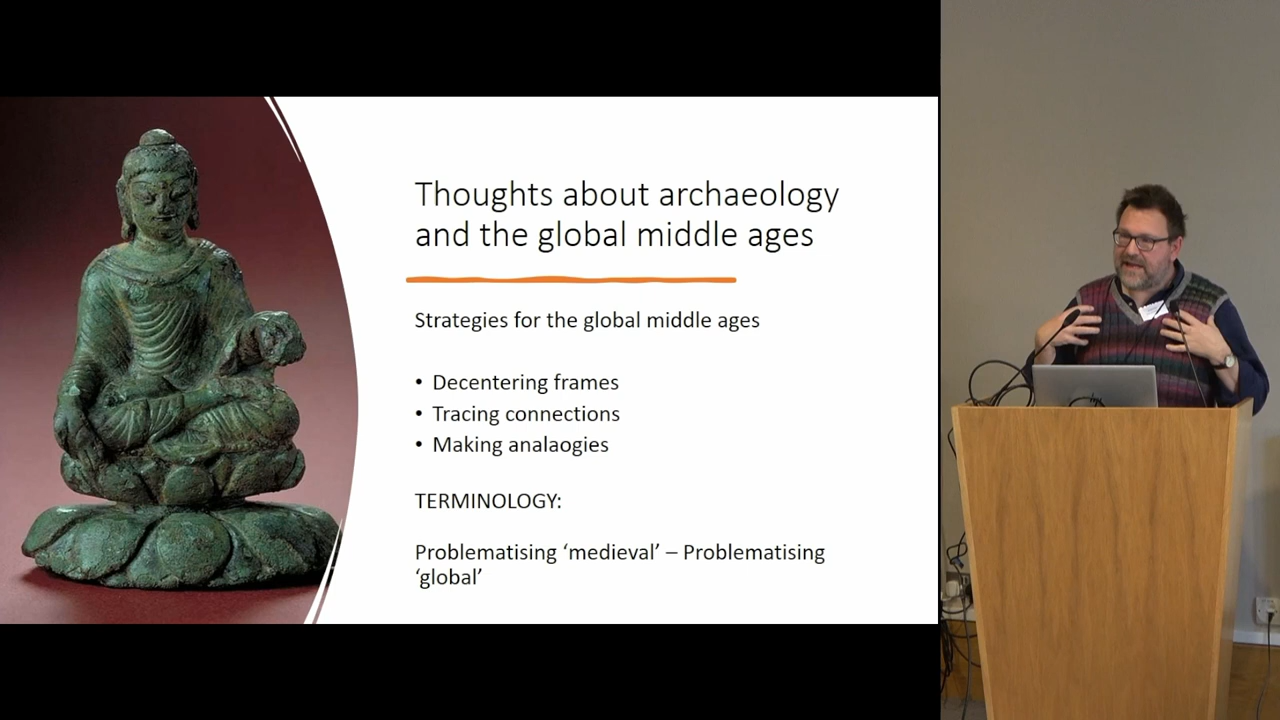 Thoughts about archaeology
and the global middle ages
Strategies for the global middle ages
• Decentering frames
• Tracing connections
• Making analaogies
TERMINOLOGY:
Problematising ‘medieval’ – Problematising
‘global’